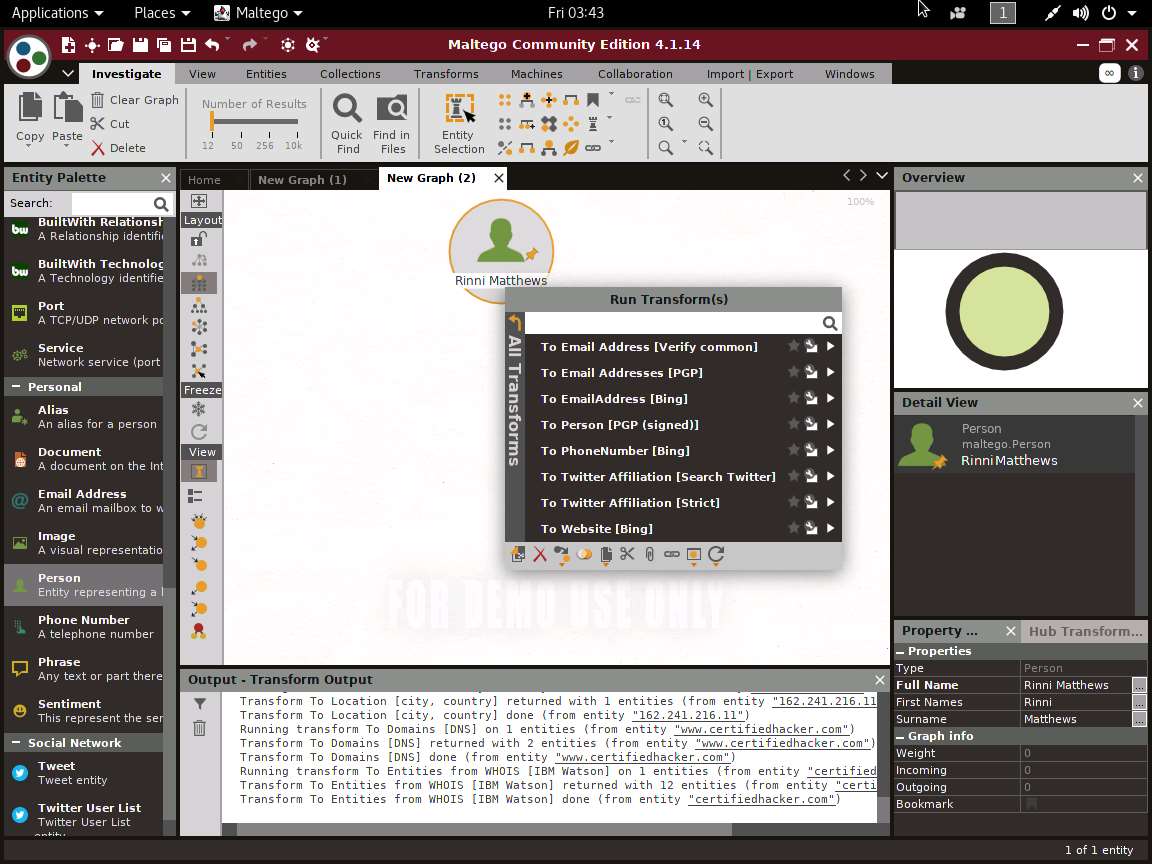 Applications Places Maltego Fri 03:43 1
Maltego Community Edition 4.1.14
Investigate View Entities Collections Transforms Machines Collaboration Import | Export Windows
Copy Paste Clear Graph Cut Delete
Number of Results
12 50 256 10k
Quick Find
Find in Files
Entity Selection
Entity Palette
Search:
BuiltWith Relationsh
A Relationship identifie
BuiltWith Technolog
A Technology identifie
Port
A TCP/UDP network po
Service
Network service (port
Personal
Alias
An alias for a person
Document
A document on the Int
Email Address
An email mailbox to w
Image
A visual representatio
Person
Entity representing a
Phone Number
A telephone number
Phrase
Any text or part there
Sentiment
This represent the ser
Social Network
Tweet
Tweet entity
Twitter User List
Twitter User List
entity
Home New Graph (1) New Graph (2)
Layout
Freeze
View
100%
Rinni Matthews
Run Transform(s)
All Transforms
To Email Address [Verify common]
To Email Addresses [PGP]
To EmailAddress [Bing]
To Person [PGP (signed)]
To PhoneNumber [Bing]
To Twitter Affiliation [Search Twitter]
To Twitter Affiliation [Strict]
To Website [Bing]
FOR DEMO USE ONLY
Output - Transform Output
Transform To Location [city, country] returned with 1 entities (from entity "162.241.216.11
Transform To Location [city, country] done (from entity "162.241.216.11")
Running transform To Domains [DNS] on 1 entities (from entity "www.certifiedhacker.com")
Transform To Domains [DNS] returned with 2 entities (from entity "www.certifiedhacker.com")
Transform To Domains [DNS] done (from entity "www.certifiedhacker.com")
Running transform To Entities from WHOIS [IBM Watson] on 1 entities (from entity "certified
Transform To Entities from WHOIS [IBM Watson] returned with 12 entities (from entity "certi
Transform To Entities from WHOIS [IBM Watson] done (from entity "certifiedhacker.com")
Overview
Detail View
Person
maltego.Person
RinniMatthews
Property ... Hub Transform...
Properties
Type Person
Full Name Rinni Matthews ...
First Names Rinni
Surname Matthews ...
Graph info
Weight 0
Incoming 0
Outgoing 0
Bookmark
1 of 1 entity